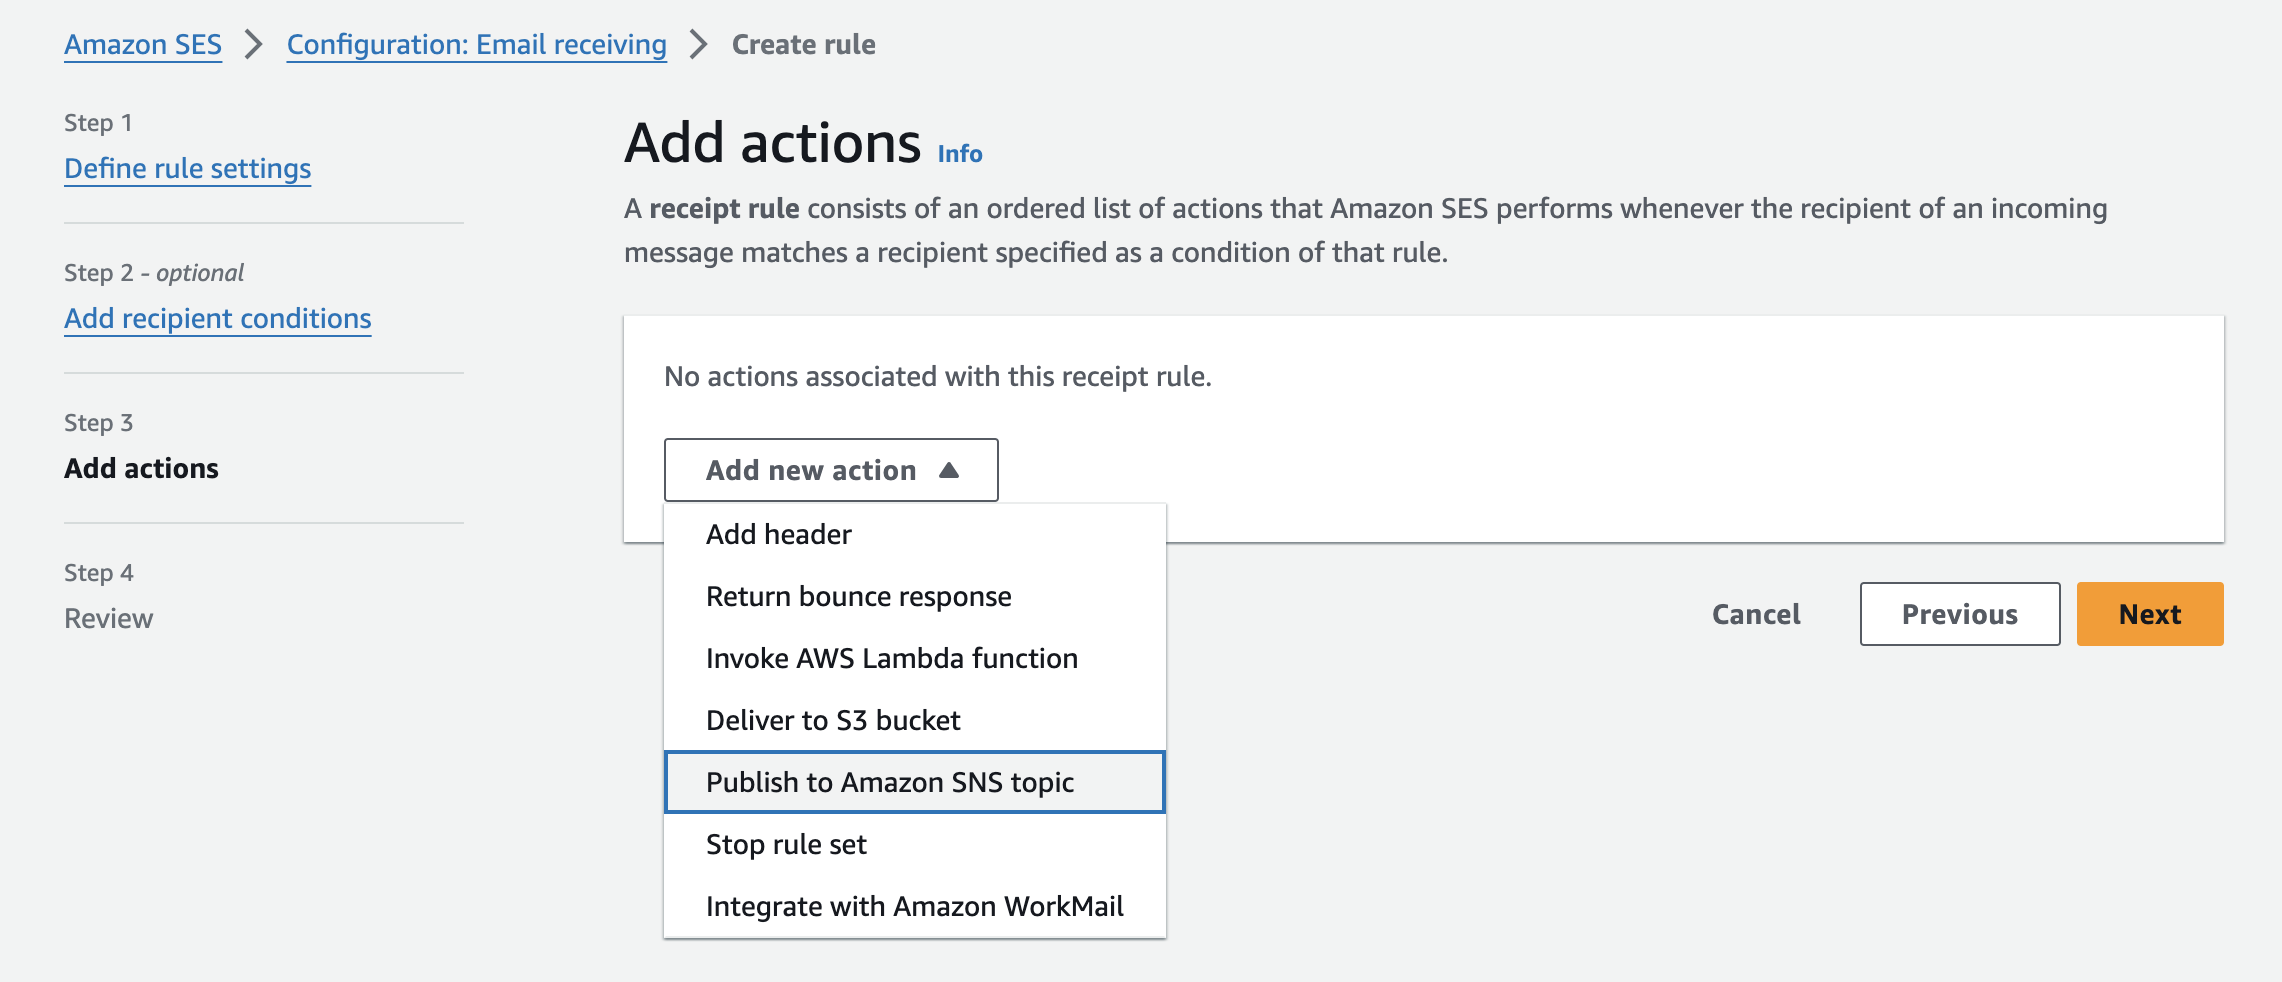 Amazon SES > Configuration: Email receiving > Create rule
Step 1
Define rule settings
Step 2 - optional
Add recipient conditions
Step 3
Add actions
Step 4
Review
Add actions Info
A receipt rule consists of an ordered list of actions that Amazon SES performs whenever the recipient of an incoming
message matches a recipient specified as a condition of that rule.
No actions associated with this receipt rule.
Add new action
Add header
Return bounce response
Invoke AWS Lambda function
Deliver to S3 bucket
Publish to Amazon SNS topic
Stop rule set
Integrate with Amazon WorkMail
Cancel Previous Next